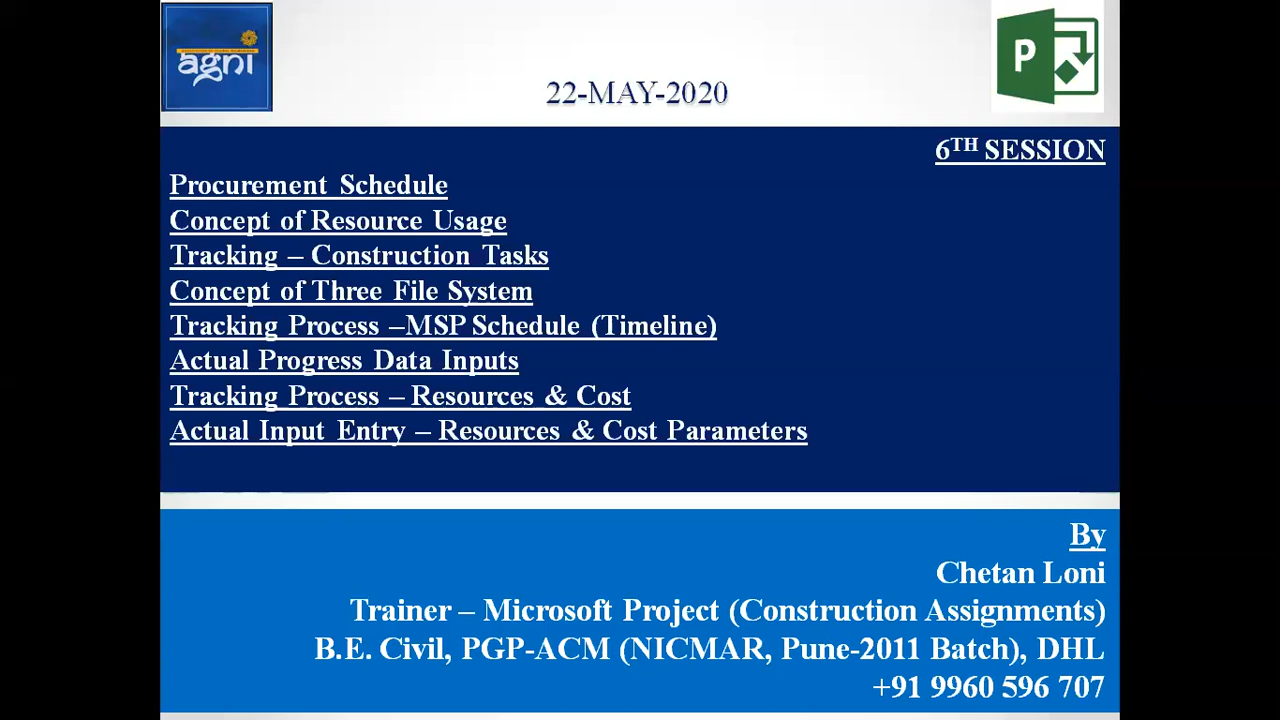 agni
P
22-MAY-2020
6TH SESSION
Procurement Schedule
Concept of Resource Usage
Tracking – Construction Tasks
Concept of Three File System
Tracking Process –MSP Schedule (Timeline)
Actual Progress Data Inputs
Tracking Process – Resources & Cost
Actual Input Entry – Resources & Cost Parameters
By
Chetan Loni
Trainer – Microsoft Project (Construction Assignments)
B.E. Civil, PGP-ACM (NICMAR, Pune-2011 Batch), DHL
+91 9960 596 707